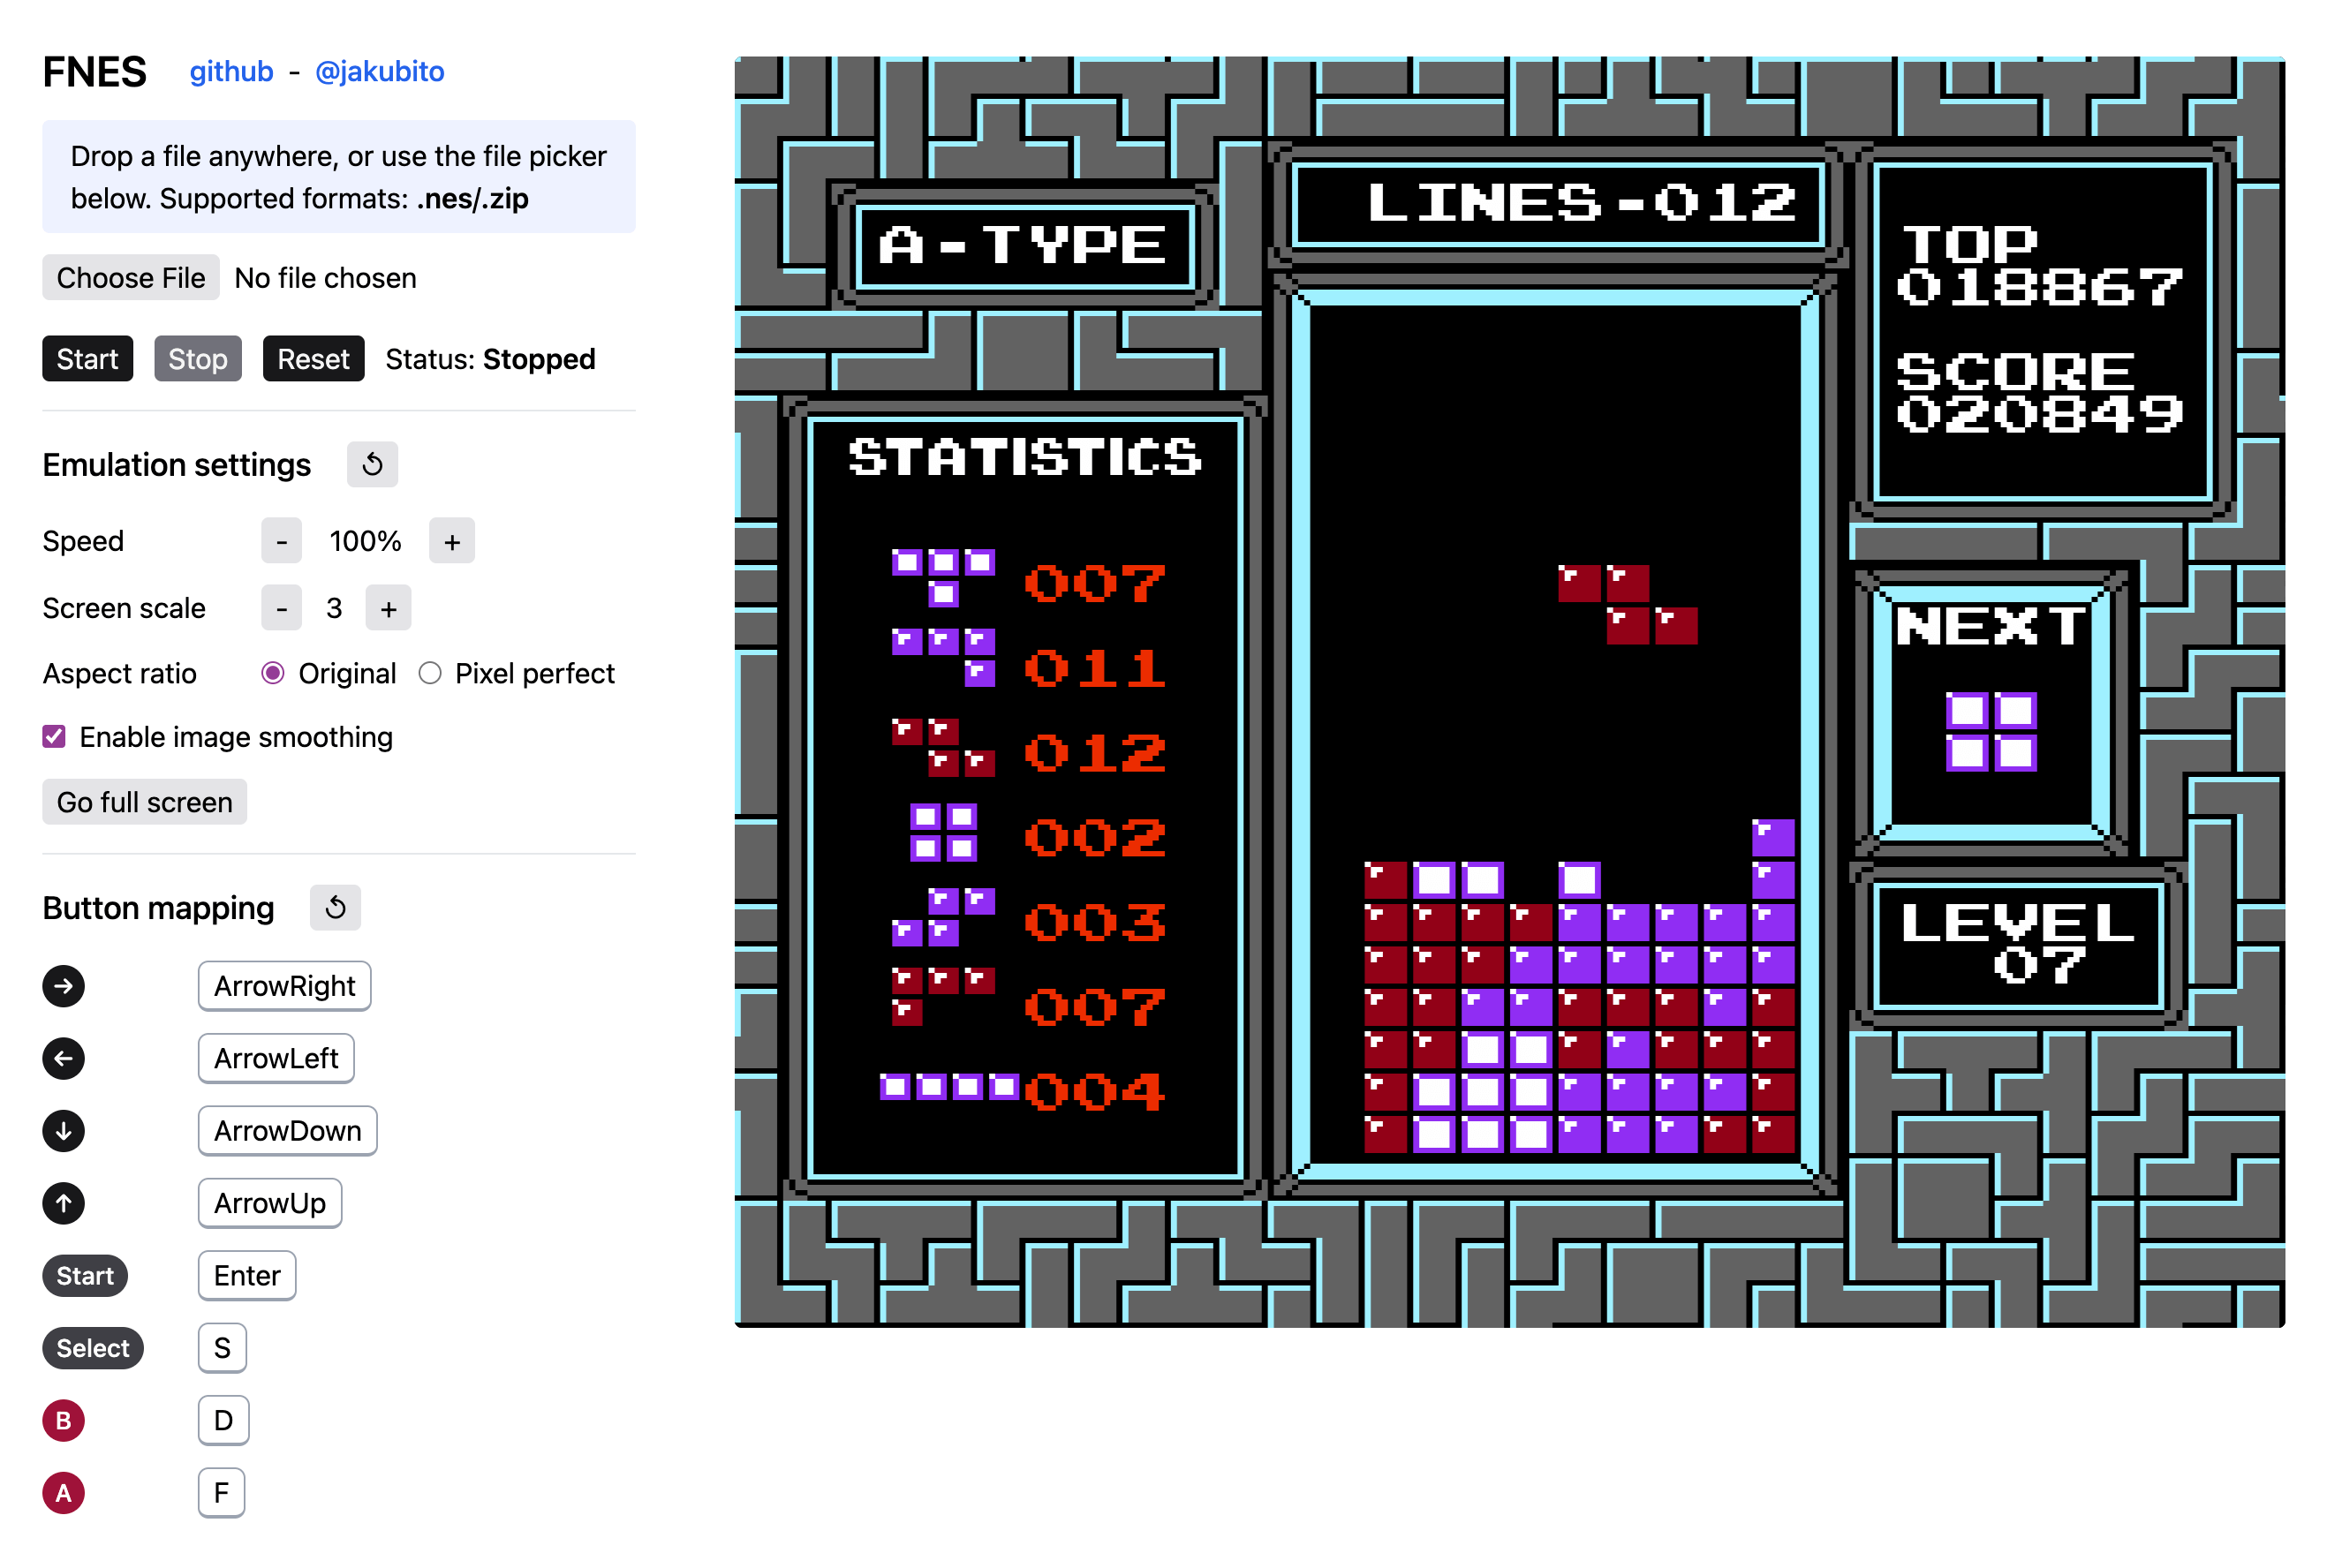 FNES github - @jakubito
Drop a file anywhere, or use the file picker
below. Supported formats: .nes/.zip
Choose File No file chosen
Start Stop Reset Status: Stopped
Emulation settings
Speed - 100% +
Screen scale - 3 +
Aspect ratio Original Pixel perfect
Enable image smoothing
Go full screen
Button mapping
ArrowRight
ArrowLeft
ArrowDown
ArrowUp
Start Enter
Select S
B D
A F
A-TYPE
STATISTICS
007
011
012
002
003
007
004
LINES-012
TOP
018867
SCORE
020849
NEXT
LEVEL
07